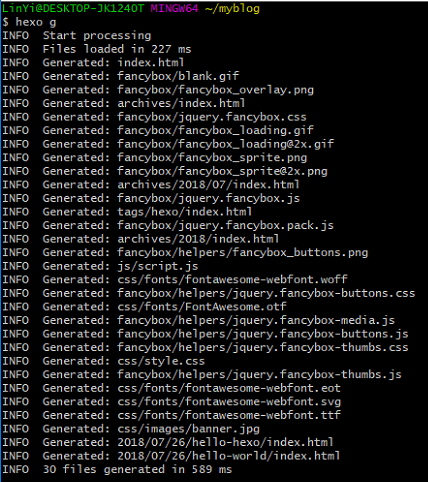 LinYi@DESKTOP-JK124OT MINGW64 ~/myblog
$ hexo g
INFO  Start processing
INFO  Files loaded in 227 ms
INFO  Generated: index.html
INFO  Generated: fancybox/blank.gif
INFO  Generated: fancybox/fancybox_overlay.png
INFO  Generated: archives/index.html
INFO  Generated: fancybox/jquery.fancybox.css
INFO  Generated: fancybox/fancybox_loading.gif
INFO  Generated: fancybox/fancybox_loading@2x.gif
INFO  Generated: fancybox/fancybox_sprite.png
INFO  Generated: fancybox/fancybox_sprite@2x.png
INFO  Generated: archives/2018/07/index.html
INFO  Generated: fancybox/jquery.fancybox.js
INFO  Generated: tags/hexo/index.html
INFO  Generated: fancybox/jquery.fancybox.pack.js
INFO  Generated: archives/2018/index.html
INFO  Generated: fancybox/helpers/fancybox_buttons.png
INFO  Generated: js/script.js
INFO  Generated: css/fonts/fontawesome-webfont.woff
INFO  Generated: fancybox/helpers/jquery.fancybox-buttons.css
INFO  Generated: css/fonts/FontAwesome.otf
INFO  Generated: fancybox/helpers/jquery.fancybox-media.js
INFO  Generated: fancybox/helpers/jquery.fancybox-buttons.js
INFO  Generated: fancybox/helpers/jquery.fancybox-thumbs.css
INFO  Generated: css/style.css
INFO  Generated: fancybox/helpers/jquery.fancybox-thumbs.js
INFO  Generated: css/fonts/fontawesome-webfont.eot
INFO  Generated: css/fonts/fontawesome-webfont.svg
INFO  Generated: css/fonts/fontawesome-webfont.ttf
INFO  Generated: css/images/banner.jpg
INFO  Generated: 2018/07/26/hello-hexo/index.html
INFO  Generated: 2018/07/26/hello-world/index.html
INFO  30 files generated in 589 ms